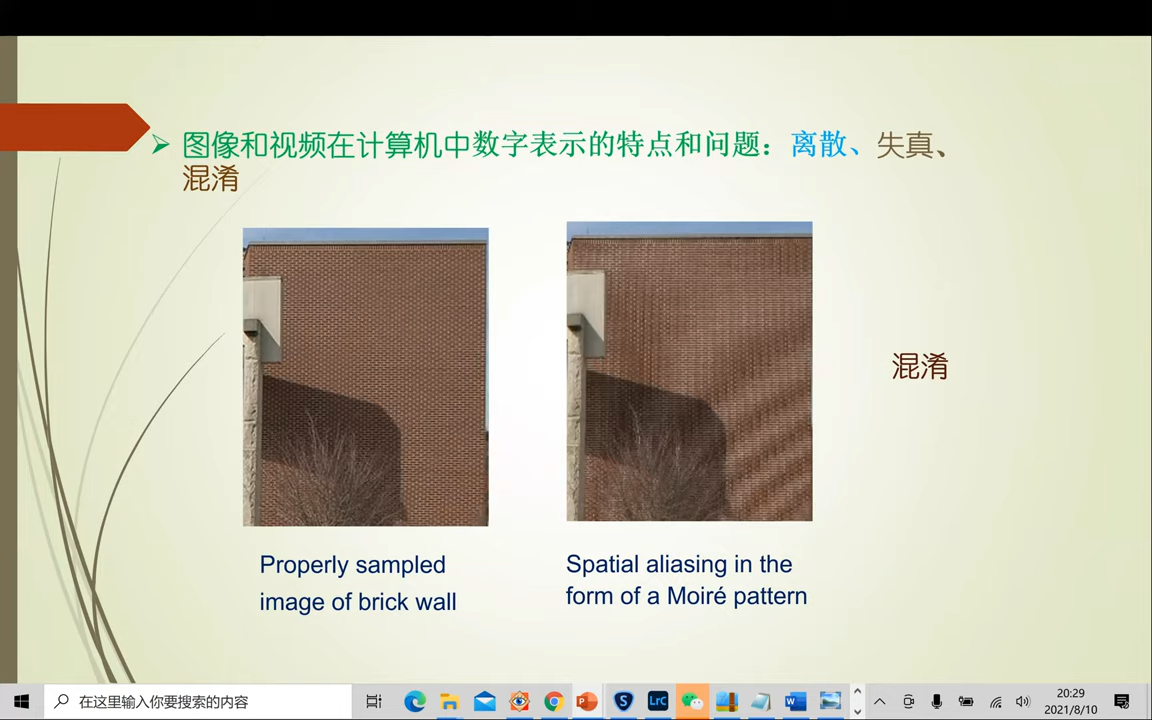 图像和视频在计算机中数字表示的特点和问题：离散、失真、
混淆
混淆
Properly sampled
image of brick wall
Spatial aliasing in the
form of a Moiré pattern
在这里输入你要搜索的内容
LrC
20:29
2021/8/10